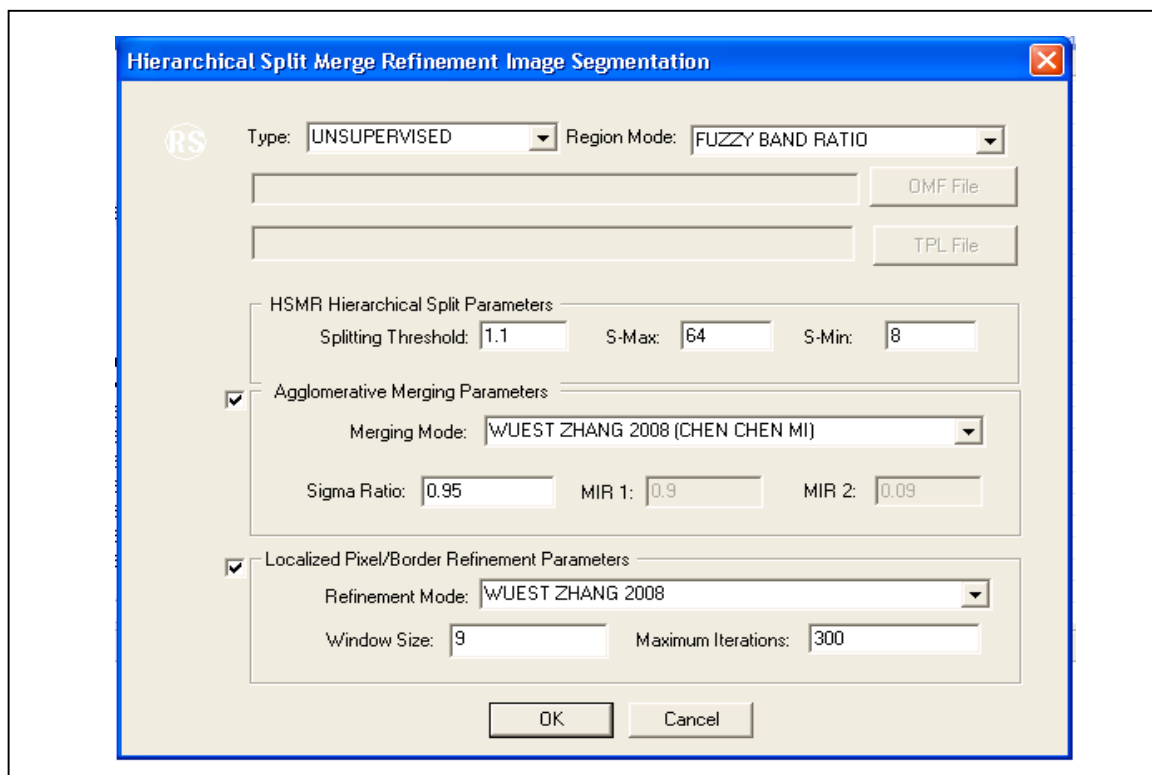 Hierarchical Split Merge Refinement Image Segmentation
RS
Type: UNSUPERVISED Region Mode: FUZZY BAND RATIO
OMF File
TPL File
HSMR Hierarchical Split Parameters
Splitting Threshold: 1.1 S-Max: 64 S-Min: 8
Agglomerative Merging Parameters
Merging Mode: WUEST ZHANG 2008 (CHEN CHEN MI)
Sigma Ratio: 0.95 MIR 1: 0.9 MIR 2: 0.09
Localized Pixel/Border Refinement Parameters
Refinement Mode: WUEST ZHANG 2008
Window Size: 9 Maximum Iterations: 300
OK Cancel